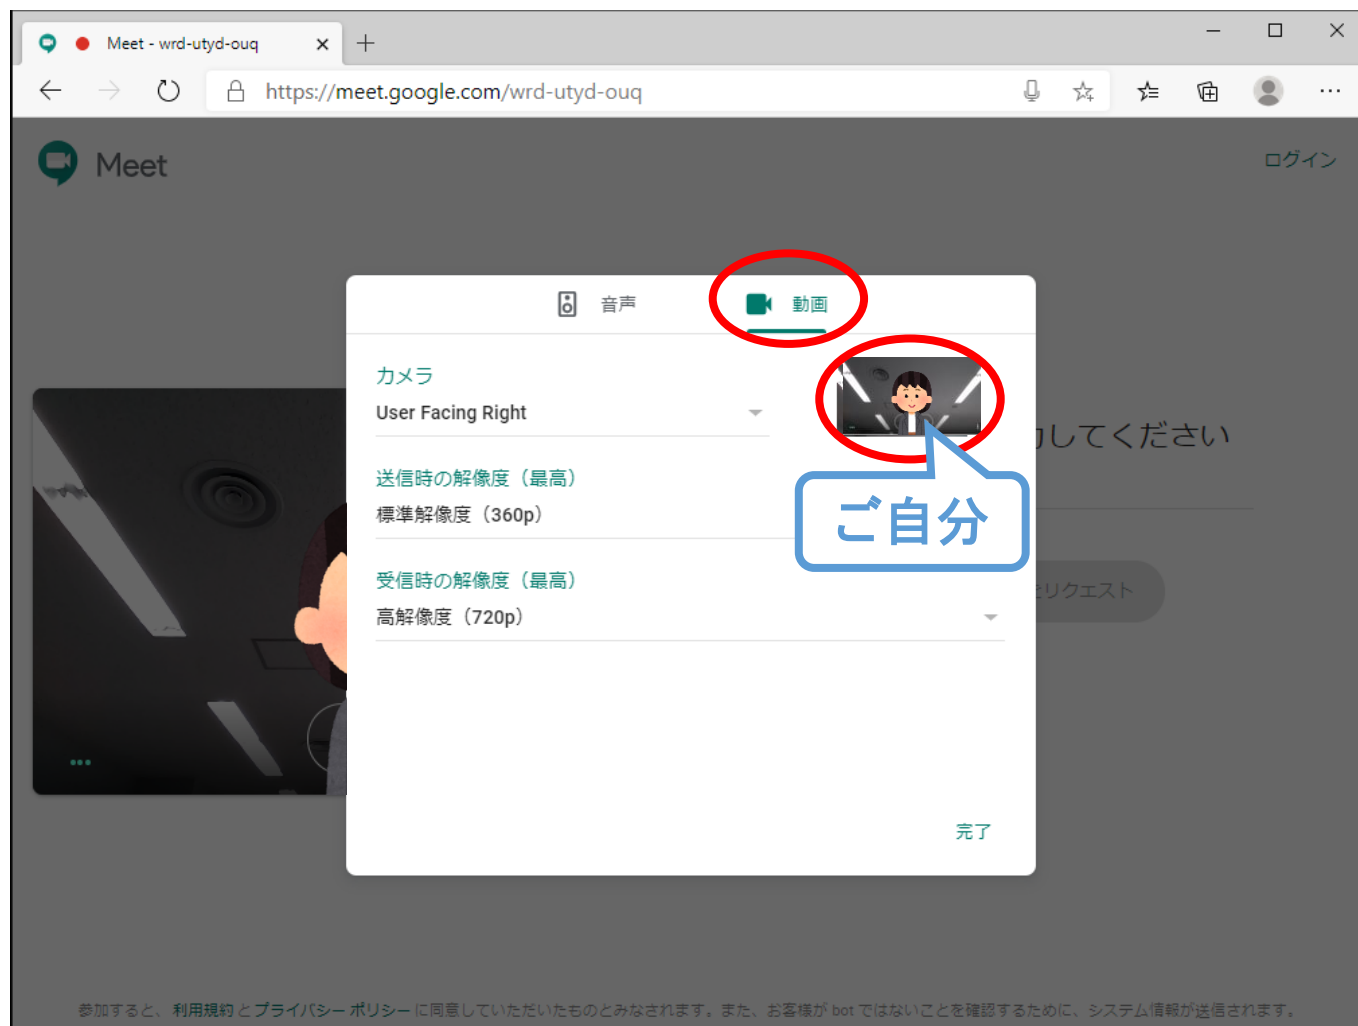 Meet - wrd-utyd-ouq
https://meet.google.com/wrd-utyd-ouq
Meet
ログイン
音声
動画
カメラ
User Facing Right
してください
送信時の解像度（最高）
標準解像度（360p）
ご自分
受信時の解像度（最高）
高解像度（720p）
リクエスト
完了
参加すると、利用規約とプライバシー ポリシーに同意していただいたものとみなされます。また、お客様が bot ではないことを確認するために、システム情報が送信されます。